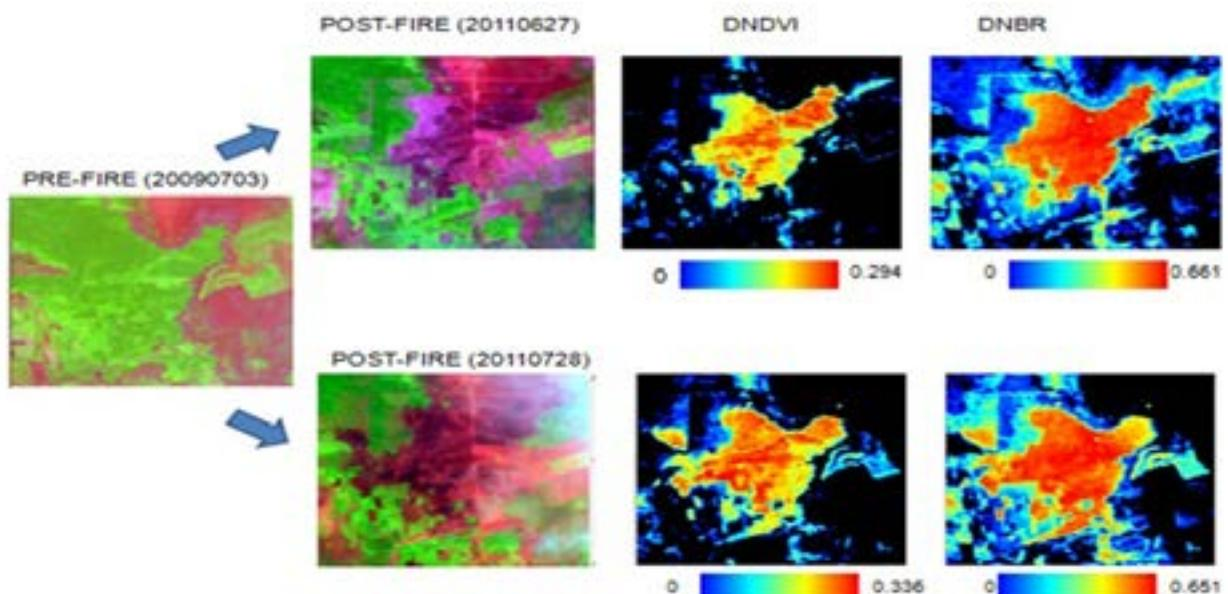 POST-FIRE (20110627) DNDVI DNBR
PRE-FIRE (20090703)
0 0.294 0 0.661
POST-FIRE (20110728)
0 0.336 0 0.651